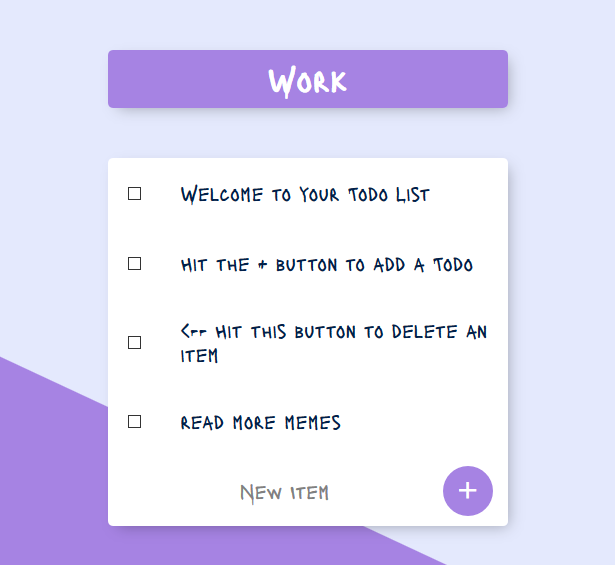 Work
Welcome to your todo list
Hit the + button to add a todo
<-- Hit this button to delete an
item
read more memes
New item
+